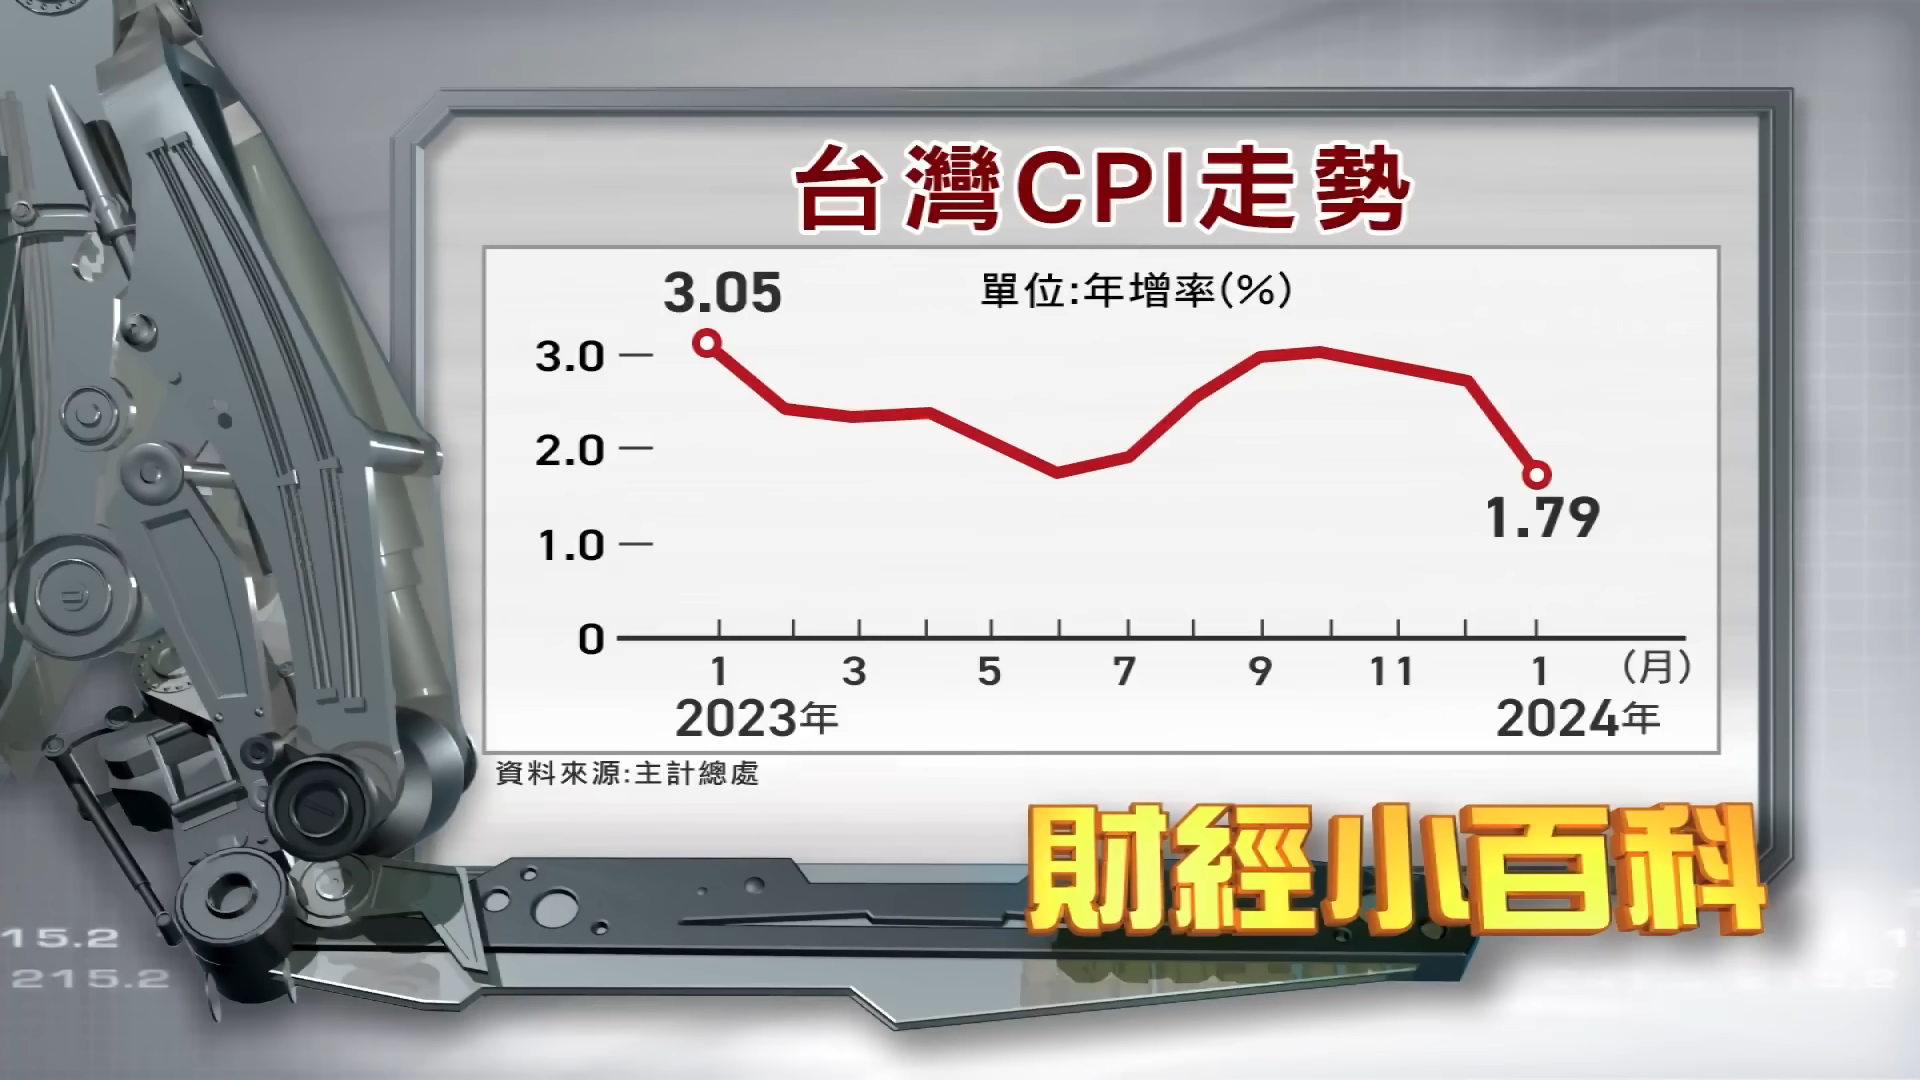 台灣CPI走勢
3.05
單位:年增率(%)
3.0
2.0
1.0
0
1.79
1 3 5 7 9 11 1 (月)
2023年 2024年
資料來源:主計總處
財經小百科
15.2
215.2